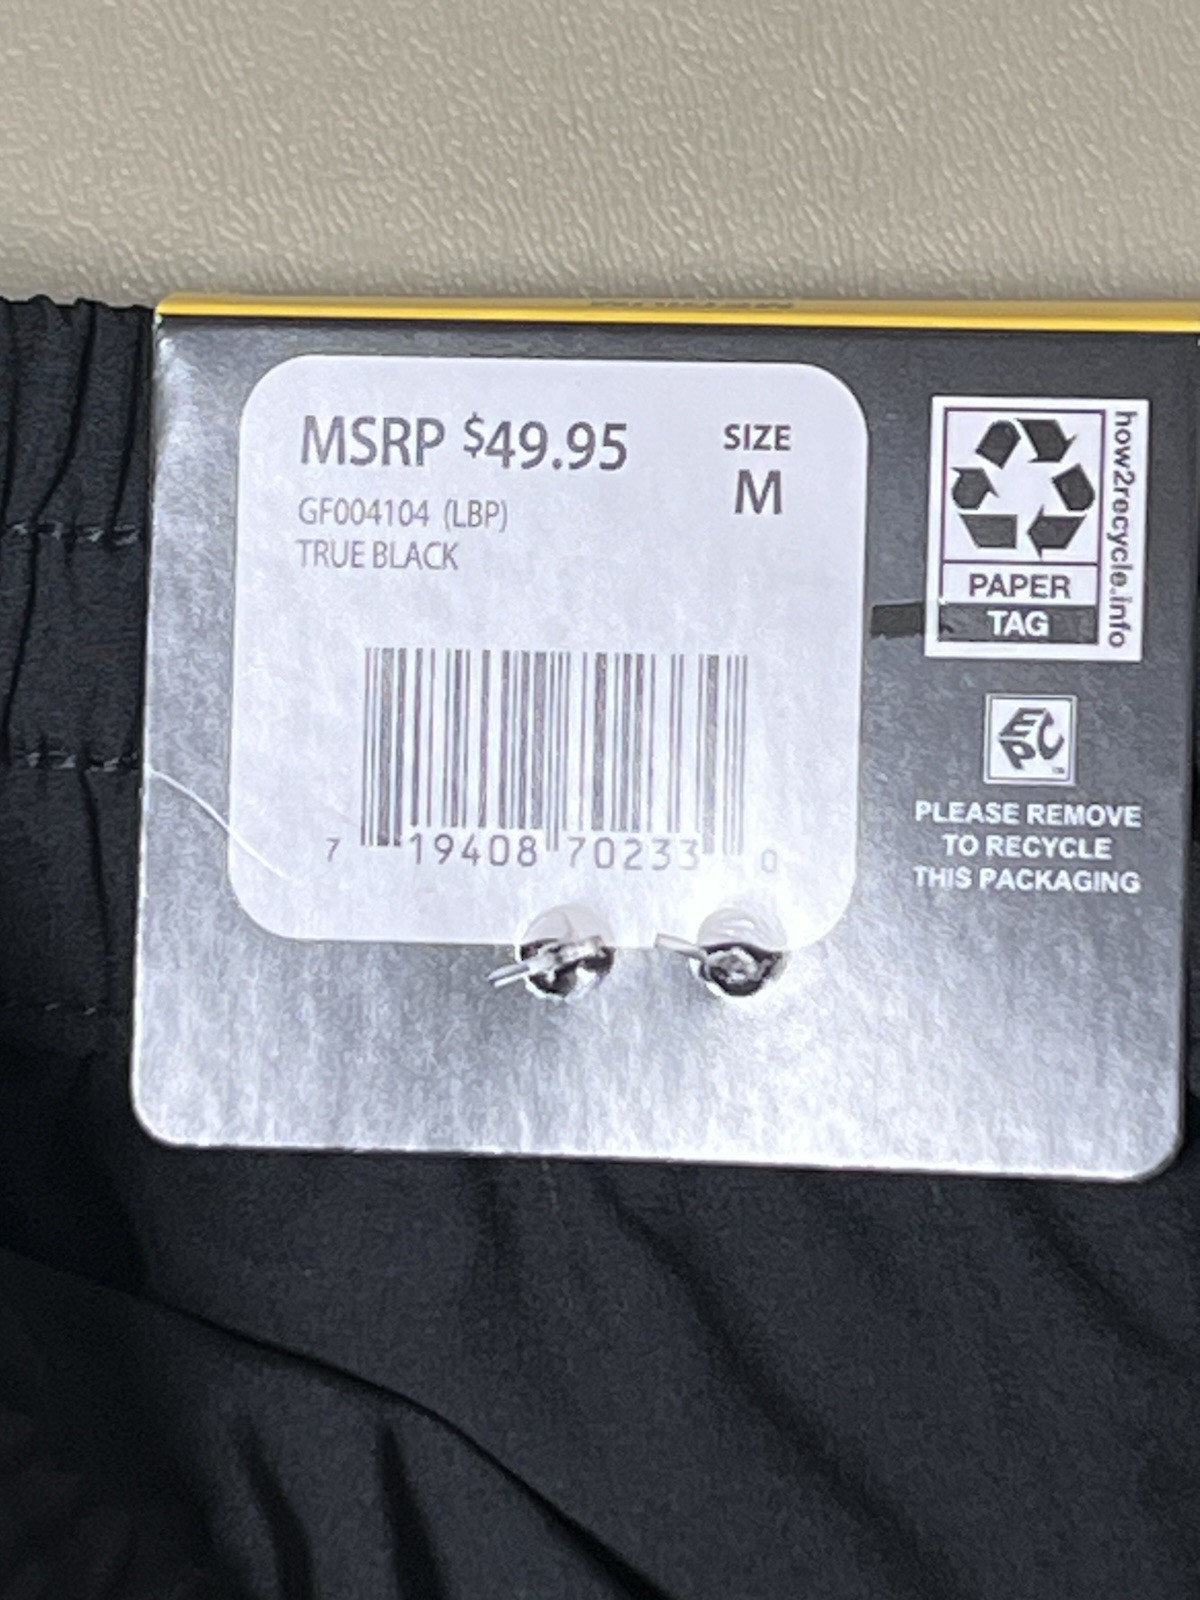 MSRP $49.95
SIZE
M
GF004104 (LBP)
TRUE BLACK
7 19408 70233 0
how2recycle.info
PAPER
TAG
EPC
PLEASE REMOVE
TO RECYCLE
THIS PACKAGING